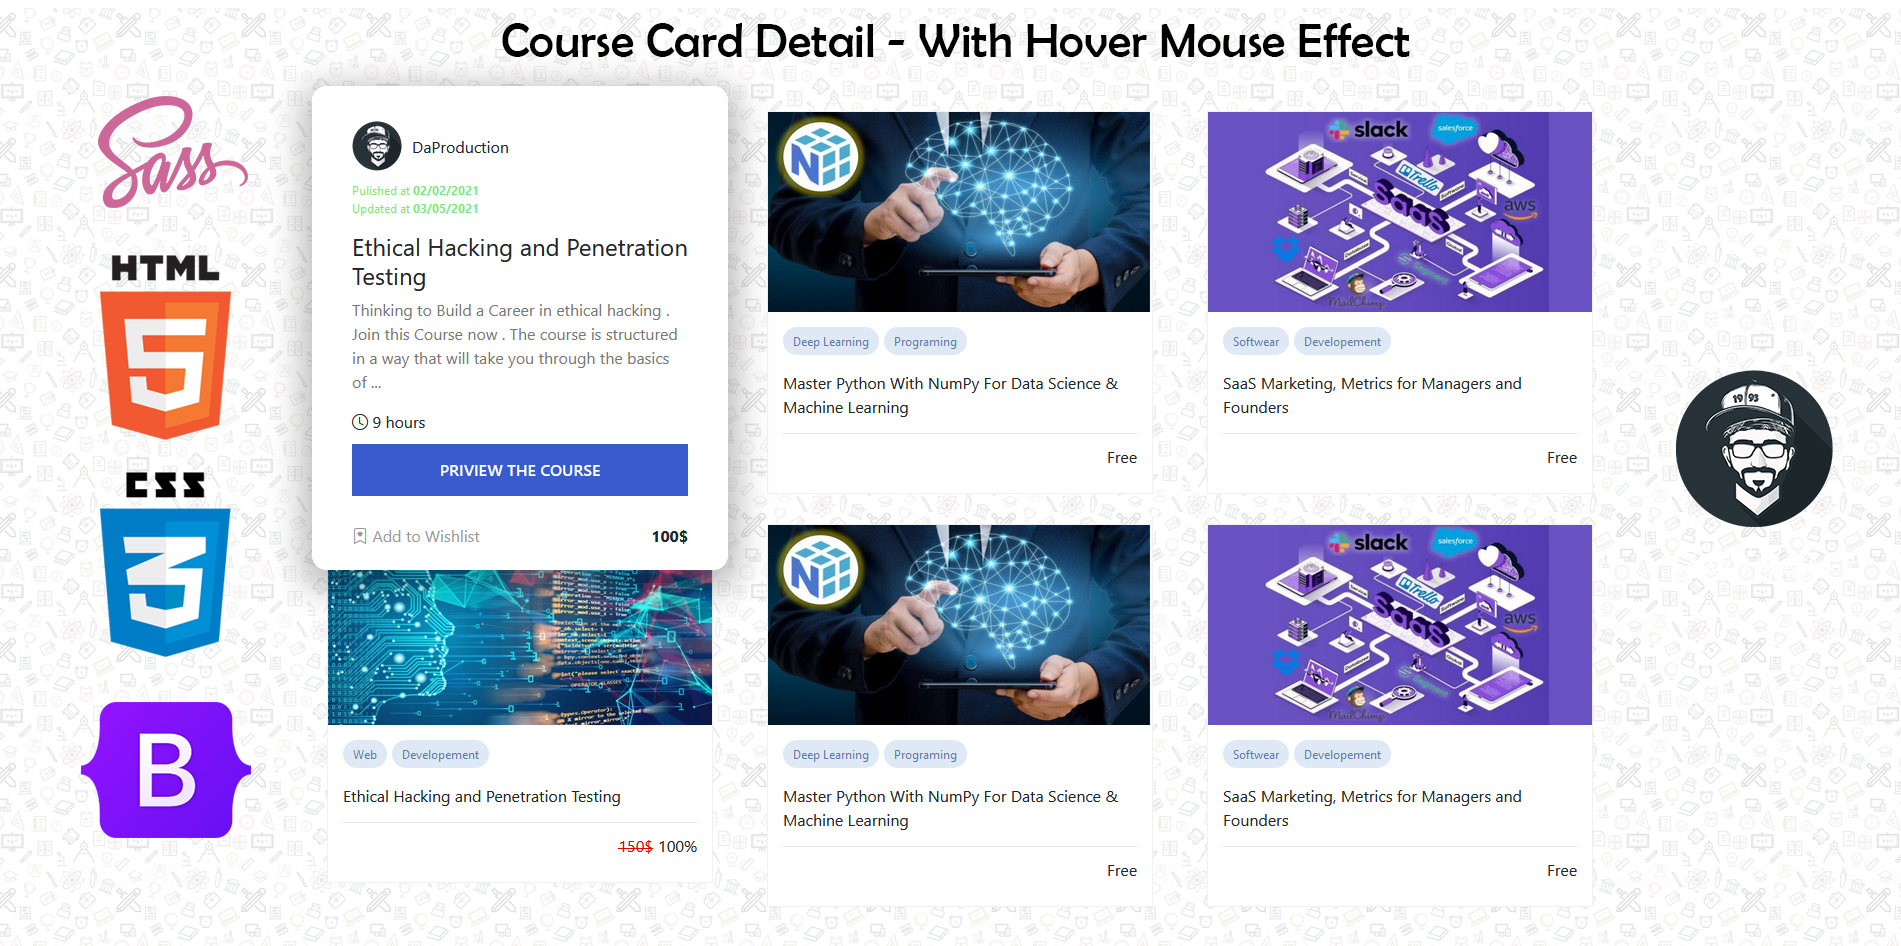 Course Card Detail - With Hover Mouse Effect
Sass
HTML
5
CSS
3
B
DaProduction
Pulished at 02/02/2021
Updated at 03/05/2021
Ethical Hacking and Penetration
Testing
Thinking to Build a Career in ethical hacking .
Join this Course now . The course is structured
in a way that will take you through the basics
of ...
9 hours
PRIVIEW THE COURSE
Add to Wishlist
100$
N
Deep Learning
Programing
Master Python With NumPy For Data Science &
Machine Learning
Free
slack
salesforce
Trello
Software
SaaS
aws
Segment
MailChimp
Softwear
Developement
SaaS Marketing, Metrics for Managers and
Founders
Free
19 93
Web
Developement
Ethical Hacking and Penetration Testing
150$ 100%
N
Deep Learning
Programing
Master Python With NumPy For Data Science &
Machine Learning
Free
slack
salesforce
Trello
Software
SaaS
aws
Segment
MailChimp
Softwear
Developement
SaaS Marketing, Metrics for Managers and
Founders
Free